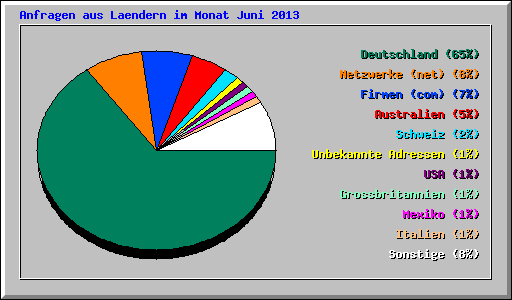 Anfragen aus Laendern im Monat Juni 2013
Deutschland (65%)
Netzwerke (net) (8%)
Firmen (com) (7%)
Australien (5%)
Schweiz (2%)
Unbekannte Adressen (1%)
USA (1%)
Grossbritannien (1%)
Mexiko (1%)
Italien (1%)
Sonstige (8%)